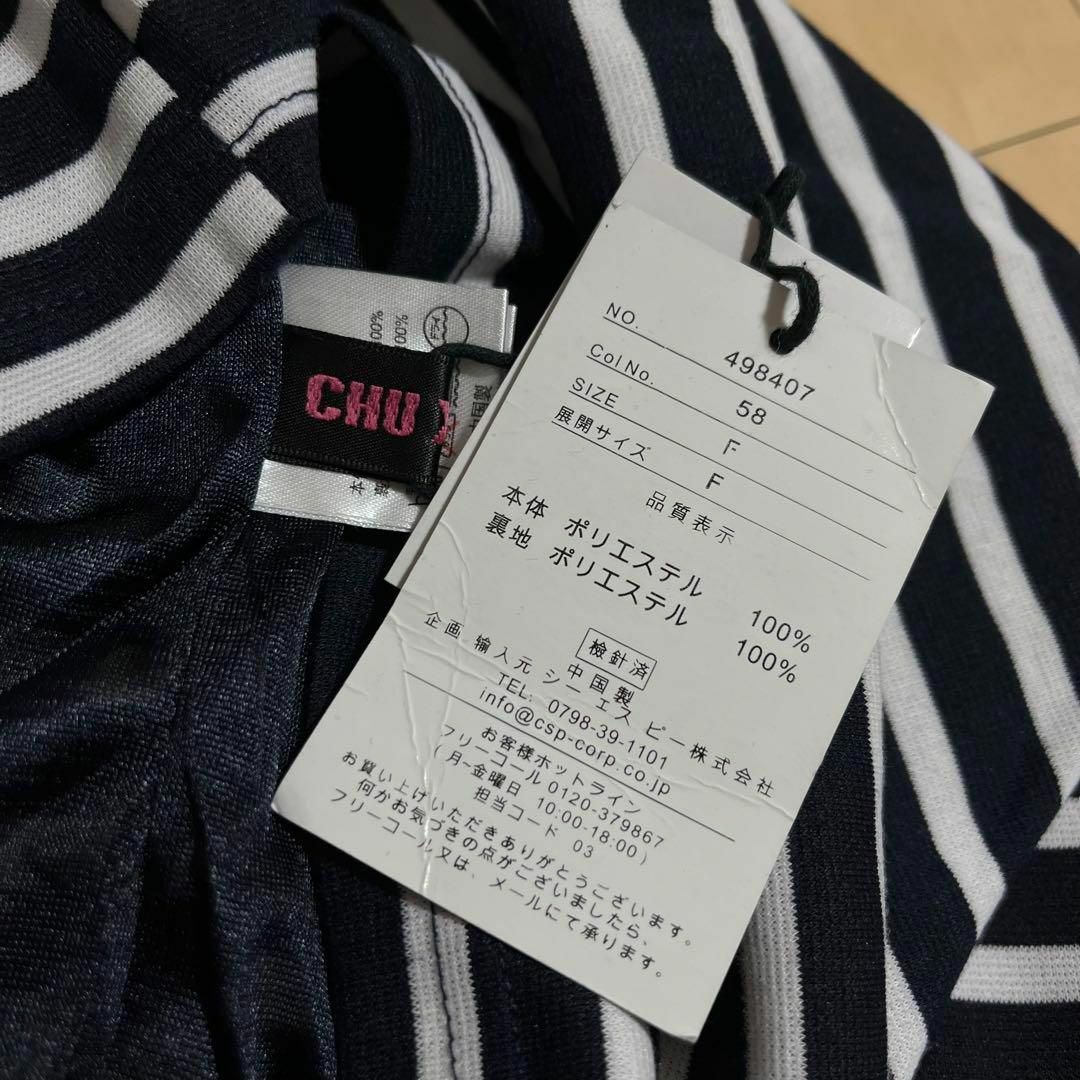 NO. 498407
Col No. 58
SIZE F
展開サイズ F
品質表示
本体 ポリエステル 100%
裏地 ポリエステル 100%
検針済
中国製
企画 輸入元 シーエス ピー株式会社
TEL: 0798-39-1101
info@csp-corp.co.jp
お客様ホットライン
フリーコール 0120-379867
(月~金曜日 10:00-18:00)
担当コード 03
お買い上げいただきありがとうございます。
何かお気づきの点がございましたら、
フリーコール又は、メールにて承ります。
CHU
100%
100%
ドライ
中国製
本